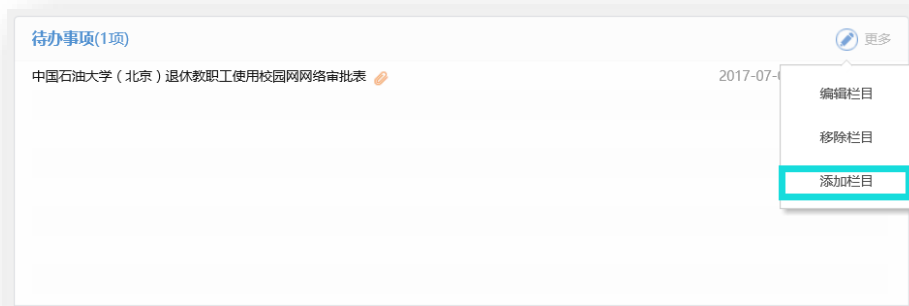 待办事项(1项)
更多
中国石油大学（北京）退休教职工使用校园网网络审批表
2017-07-
编辑栏目
移除栏目
添加栏目